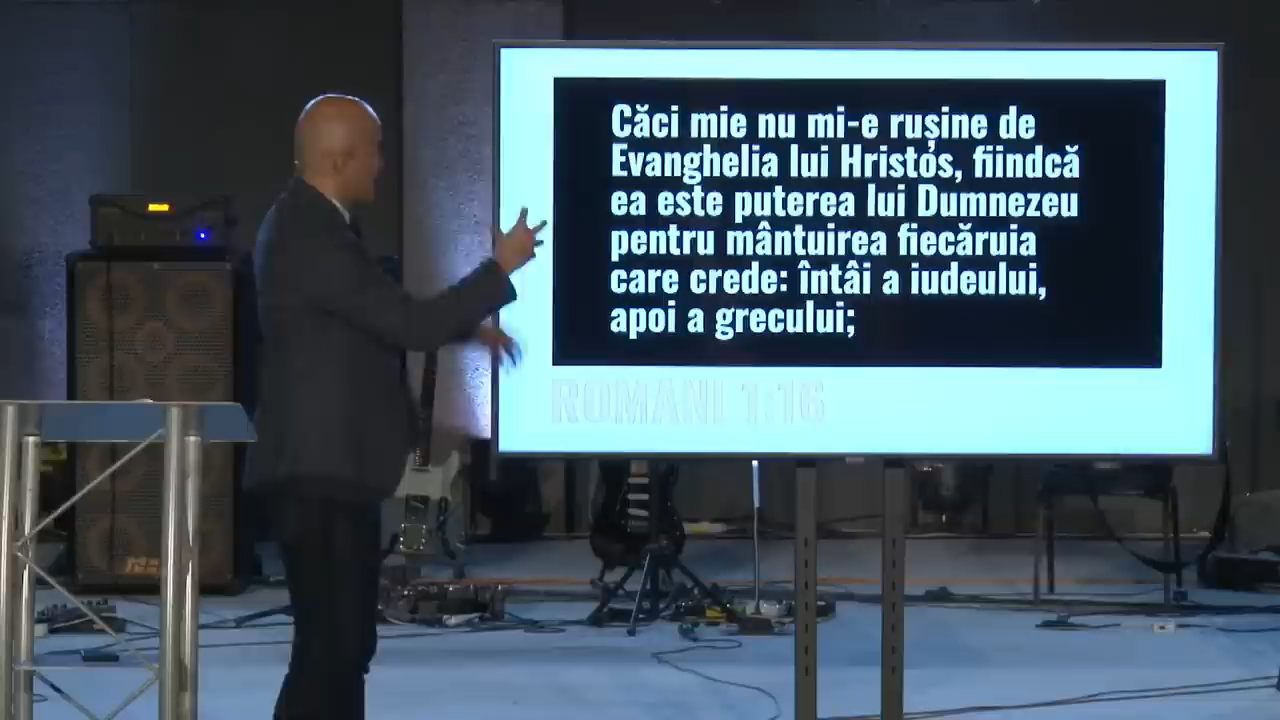 Căci mie nu mi-e rușine de
Evanghelia lui Hristos, fiindcă
ea este puterea lui Dumnezeu
pentru mântuirea fiecăruia
care crede: întâi a iudeului,
apoi a grecului;
ROMANI 1:16